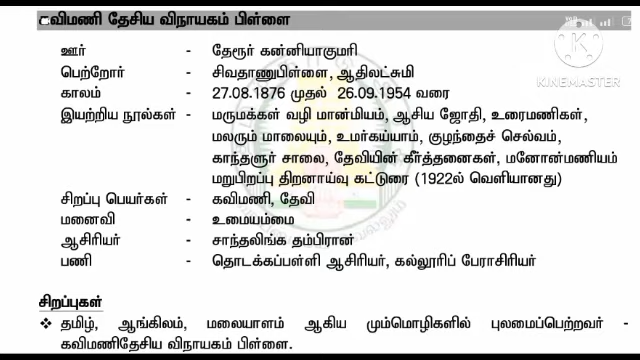 கவிமணி தேசிய விநாயகம் பிள்ளை
KINEMASTER
ஊர் - தேரூர் கன்னியாகுமரி
பெற்றோர் - சிவதாணுபிள்ளை, ஆதிலட்சுமி
காலம் - 27.08.1876 முதல் 26.09.1954 வரை
இயற்றிய நூல்கள் - மருமக்கள் வழி மான்மியம், ஆசிய ஜோதி, உரைமணிகள்,
மலரும் மாலையும், உமர்கய்யாம், குழந்தைச் செல்வம்,
காந்தளூர் சாலை, தேவியின் கீர்த்தனைகள், மனோன்மணியம்
மறுபிறப்பு திறனாய்வு கட்டுரை (1922ல் வெளியானது)
சிறப்பு பெயர்கள் - கவிமணி, தேவி
மனைவி - உமையம்மை
ஆசிரியர் - சாந்தலிங்க தம்பிரான்
பணி - தொடக்கப்பள்ளி ஆசிரியர், கல்லூரிப் பேராசிரியர்
சிறப்புகள்
❖ தமிழ், ஆங்கிலம், மலையாளம் ஆகிய மும்மொழிகளில் புலமைப்பெற்றவர் -
கவிமணிதேசிய விநாயகம் பிள்ளை.